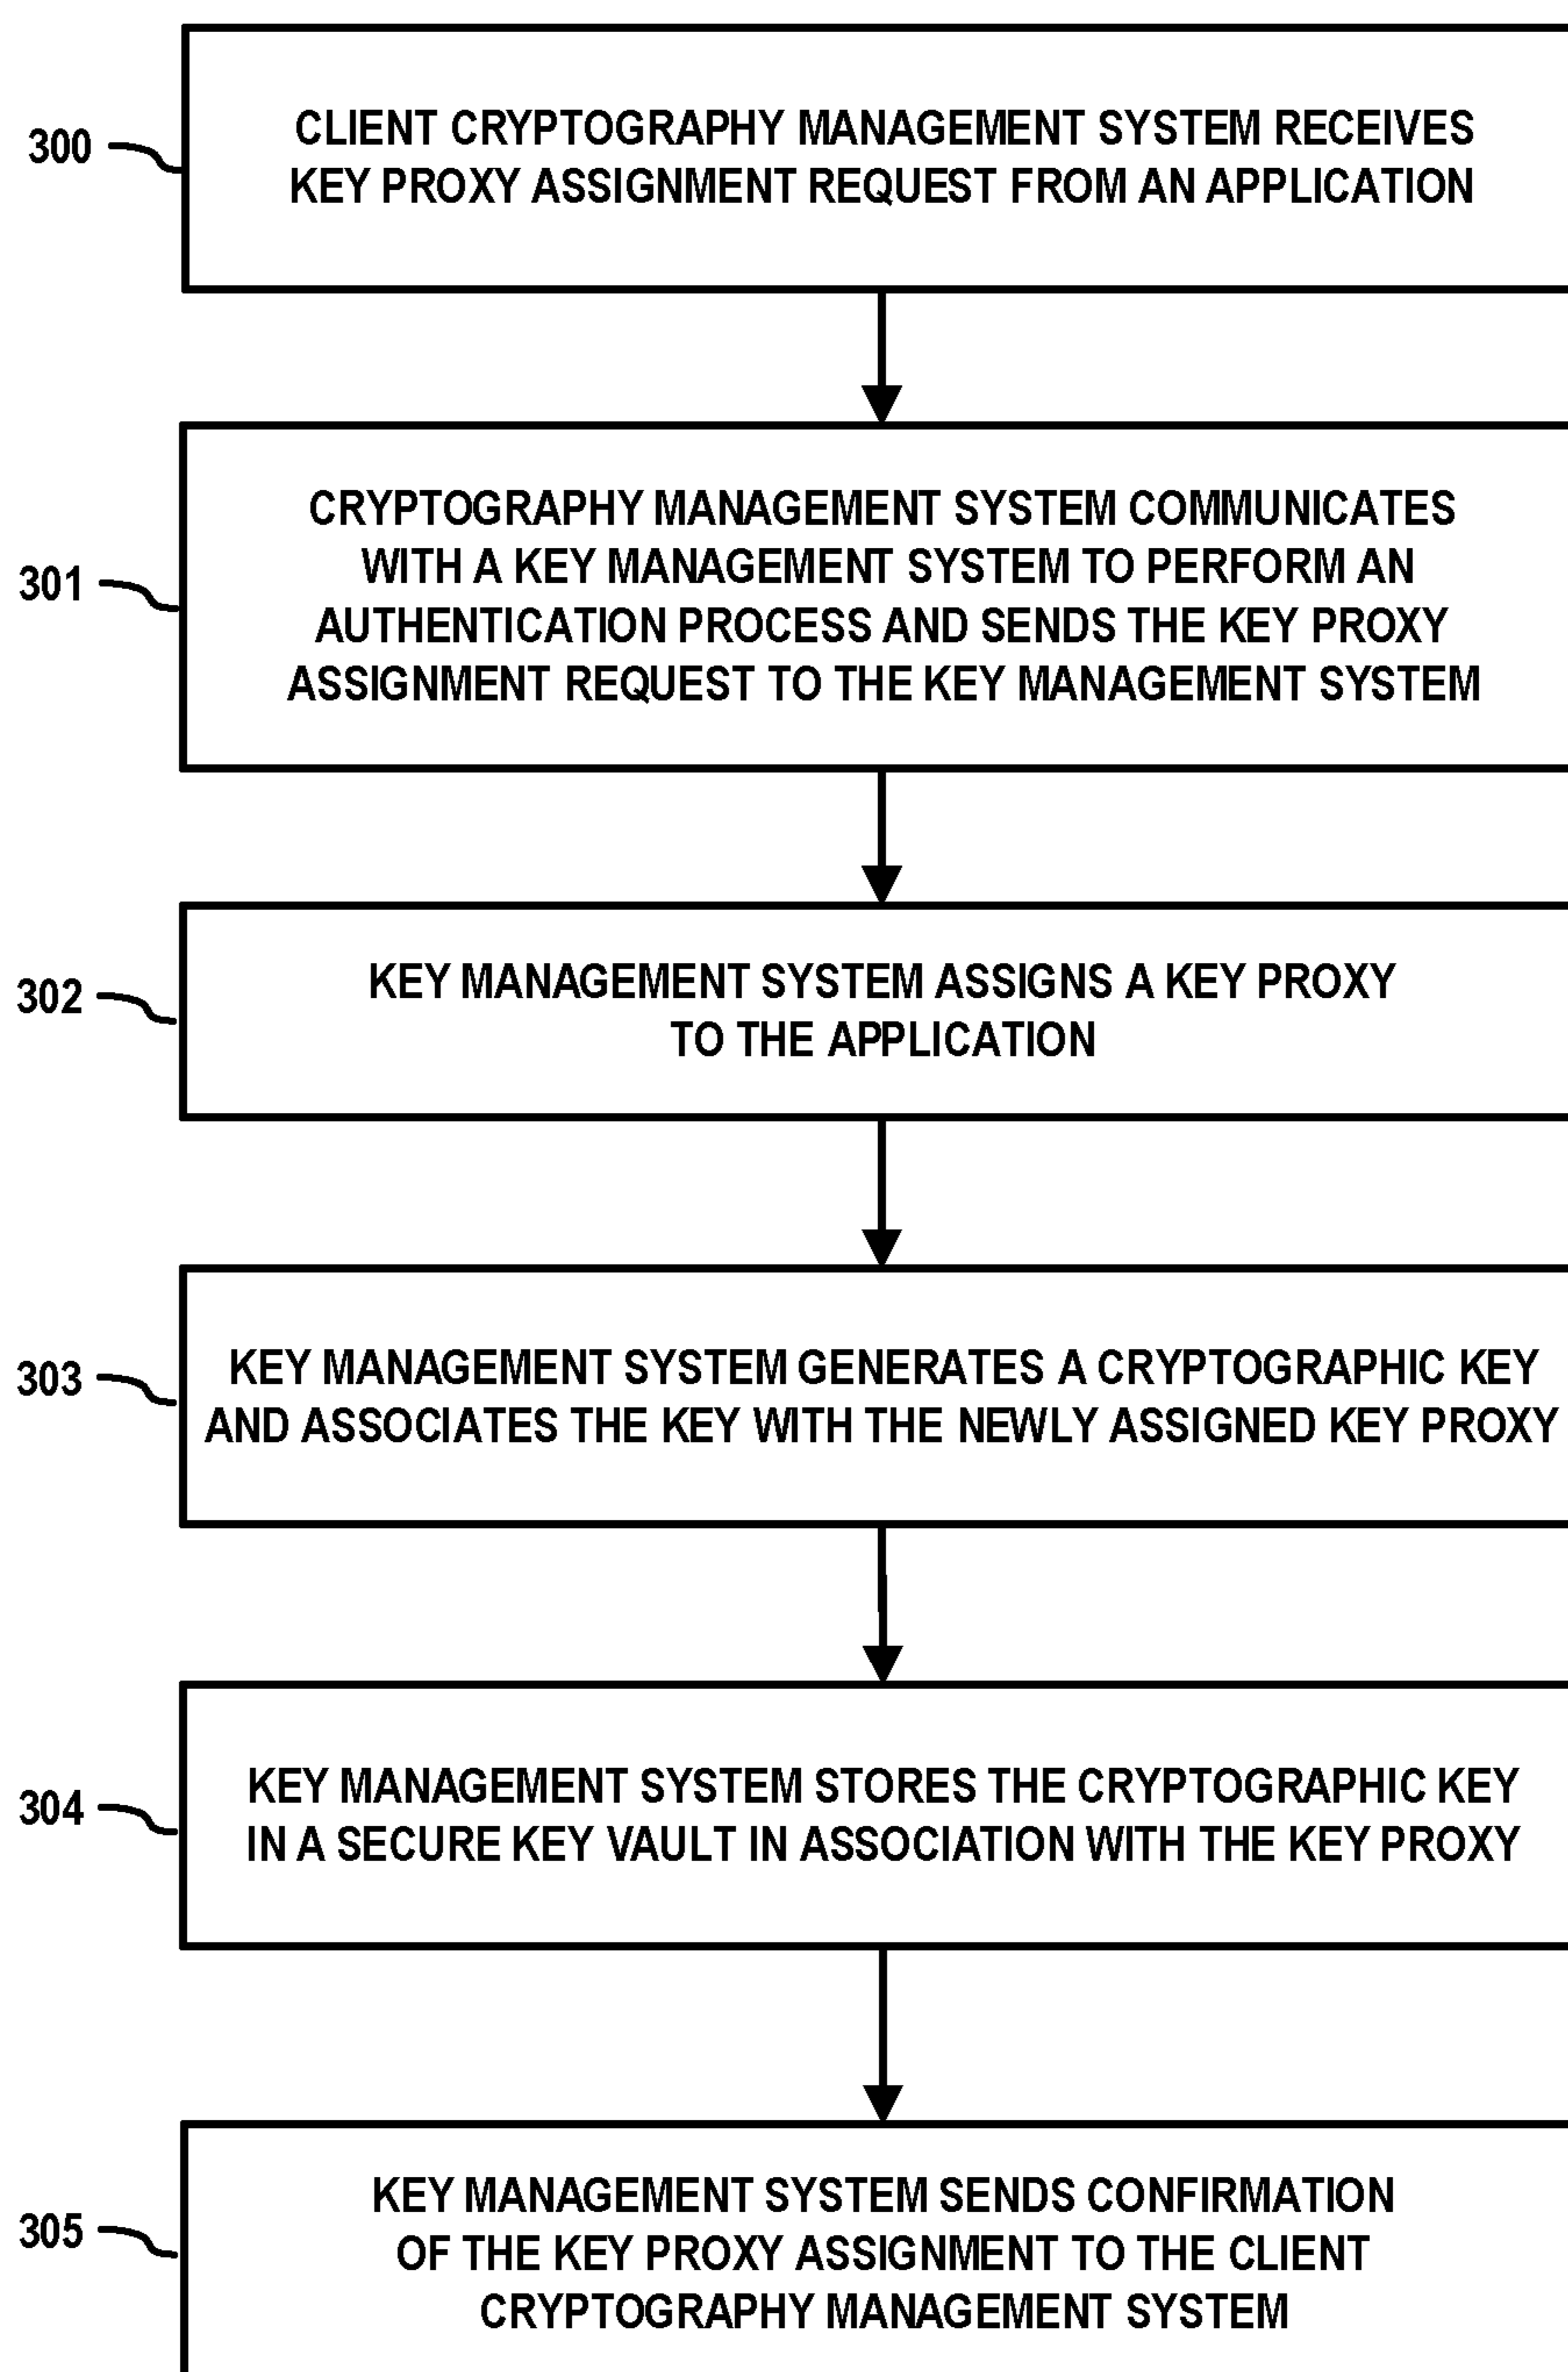 300
CLIENT CRYPTOGRAPHY MANAGEMENT SYSTEM RECEIVES
KEY PROXY ASSIGNMENT REQUEST FROM AN APPLICATION
301
CRYPTOGRAPHY MANAGEMENT SYSTEM COMMUNICATES
WITH A KEY MANAGEMENT SYSTEM TO PERFORM AN
AUTHENTICATION PROCESS AND SENDS THE KEY PROXY
ASSIGNMENT REQUEST TO THE KEY MANAGEMENT SYSTEM
302
KEY MANAGEMENT SYSTEM ASSIGNS A KEY PROXY
TO THE APPLICATION
303
KEY MANAGEMENT SYSTEM GENERATES A CRYPTOGRAPHIC KEY
AND ASSOCIATES THE KEY WITH THE NEWLY ASSIGNED KEY PROXY
304
KEY MANAGEMENT SYSTEM STORES THE CRYPTOGRAPHIC KEY
IN A SECURE KEY VAULT IN ASSOCIATION WITH THE KEY PROXY
305
KEY MANAGEMENT SYSTEM SENDS CONFIRMATION
OF THE KEY PROXY ASSIGNMENT TO THE CLIENT
CRYPTOGRAPHY MANAGEMENT SYSTEM